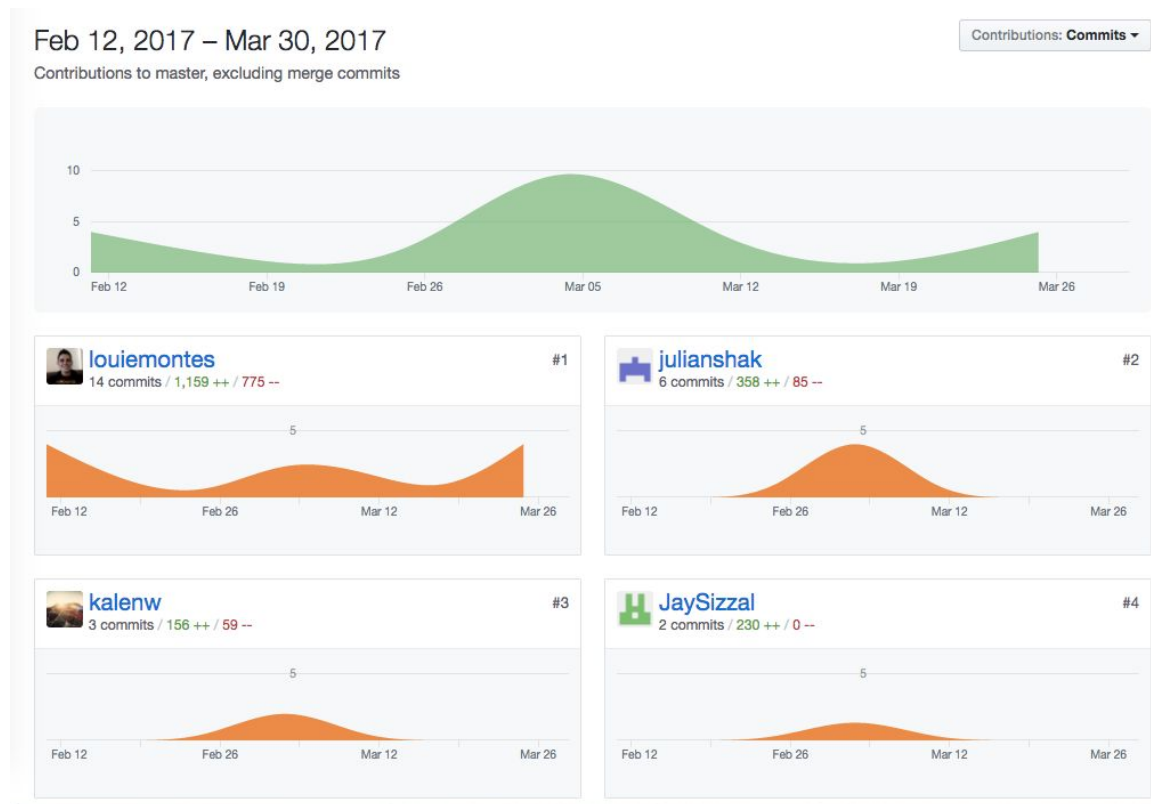 Feb 12, 2017 – Mar 30, 2017
Contributions: Commits
Contributions to master, excluding merge commits
10
5
0
Feb 12 Feb 19 Feb 26 Mar 05 Mar 12 Mar 19 Mar 26
louiemontes #1
14 commits / 1,159 ++ / 775 --
5
Feb 12 Feb 26 Mar 12 Mar 26
julianshak #2
6 commits / 358 ++ / 85 --
5
Feb 12 Feb 26 Mar 12 Mar 26
kalenw #3
3 commits / 156 ++ / 59 --
5
Feb 12 Feb 26 Mar 12 Mar 26
JaySizzal #4
2 commits / 230 ++ / 0 --
5
Feb 12 Feb 26 Mar 12 Mar 26